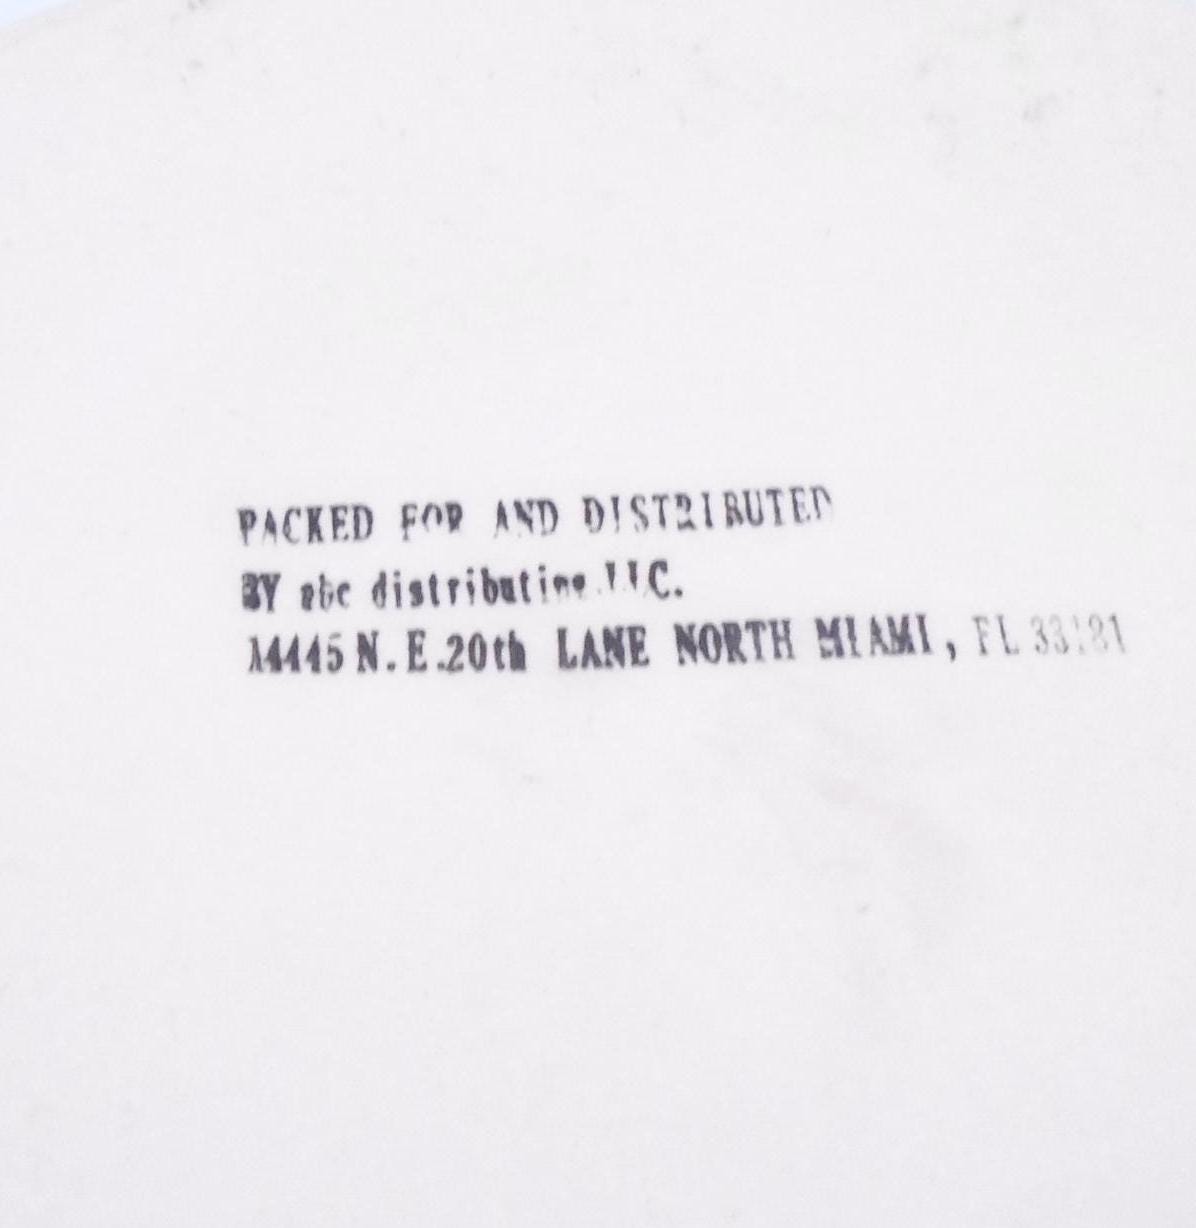 PACKED FOR AND DISTRIBUTED
BY abc distributing LLC.
14445 N.E.20th LANE NORTH MIAMI, FL 33181